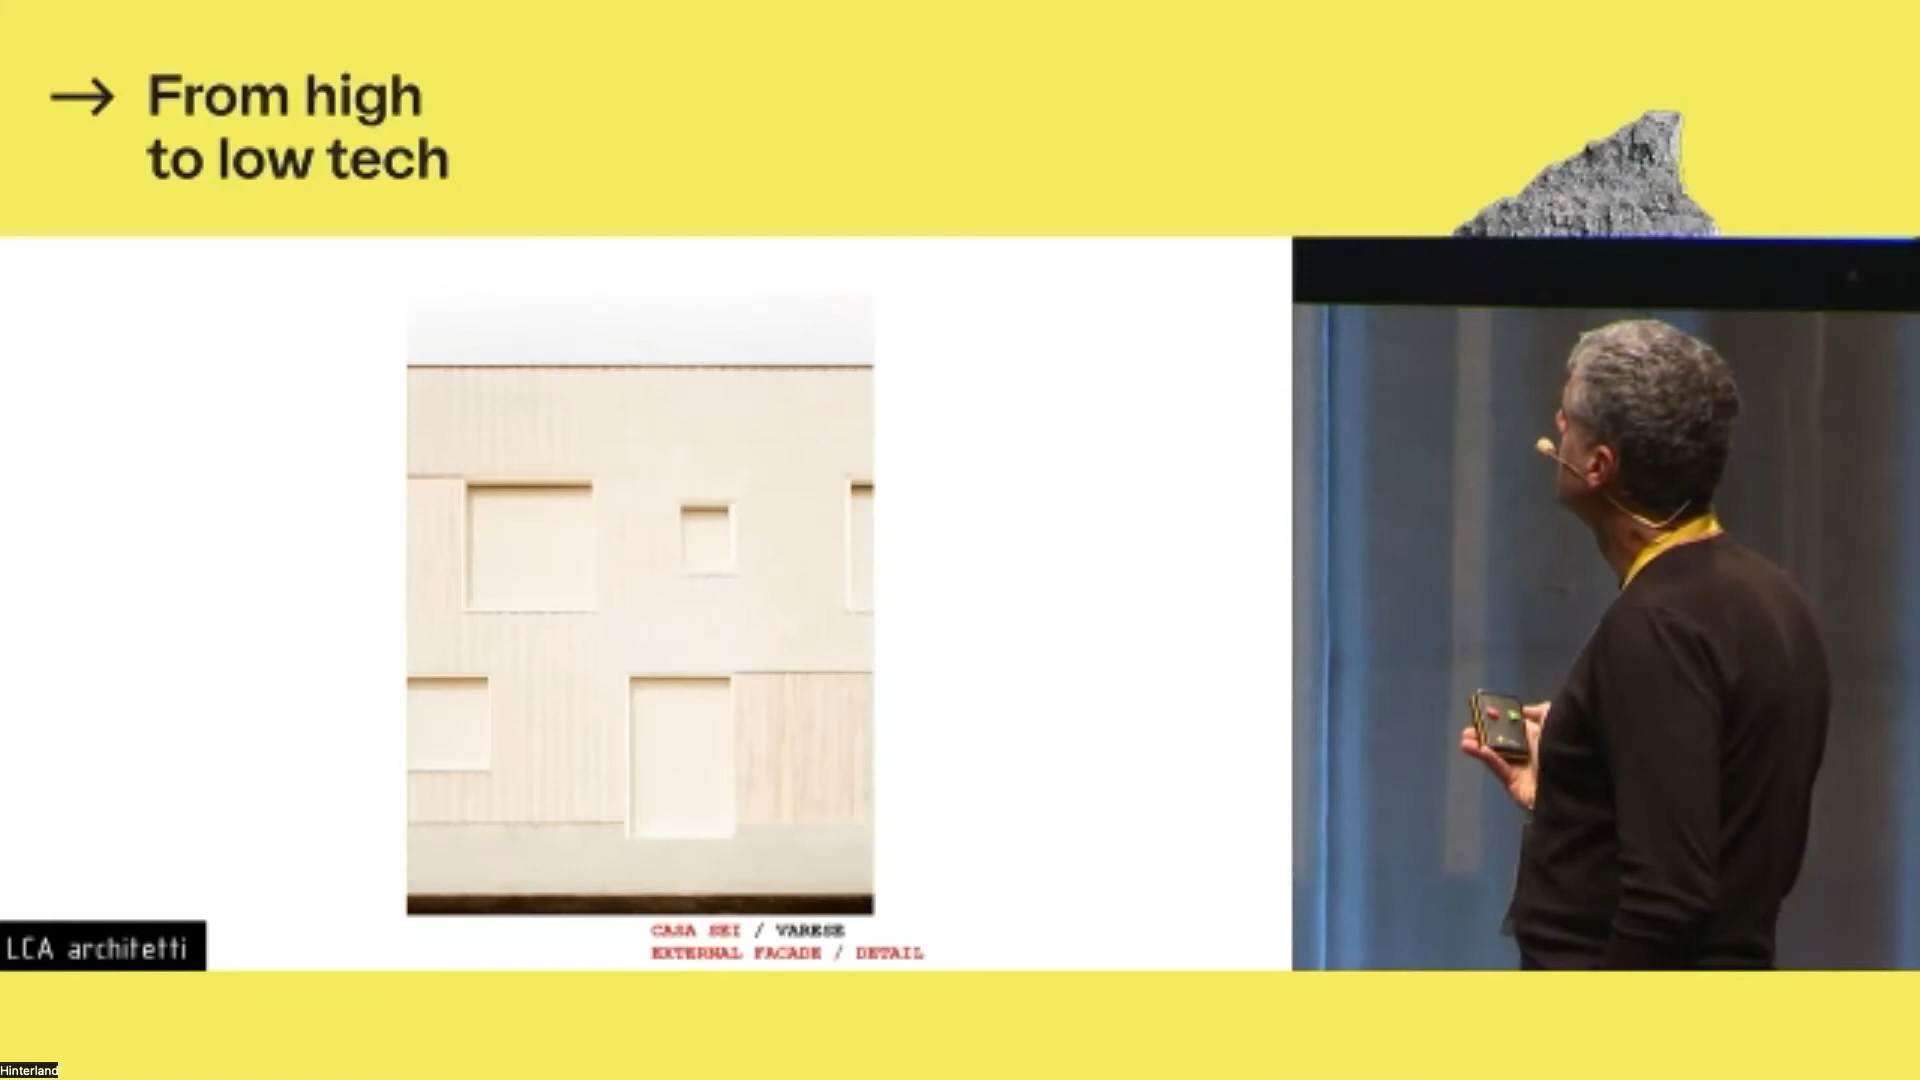 → From high
to low tech
LCA architetti
CASA SEI / VARESE
EXTERNAL FACADE / DETAIL
Hinterland